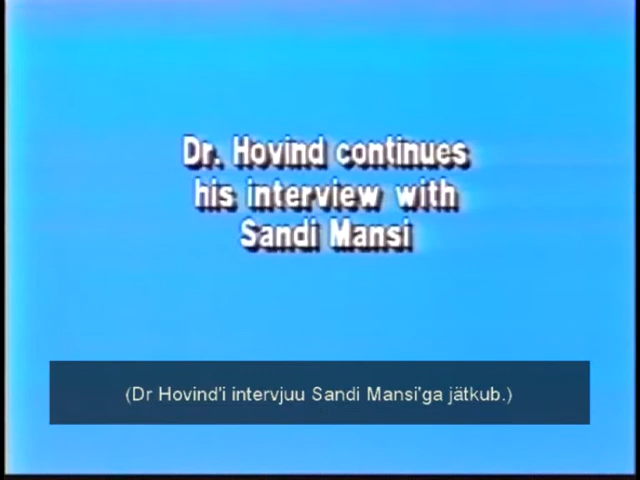 Dr. Hovind continues
his interview with
Sandi Mansi
(Dr Hovind'i intervjuu Sandi Mansi'ga jätkub.)